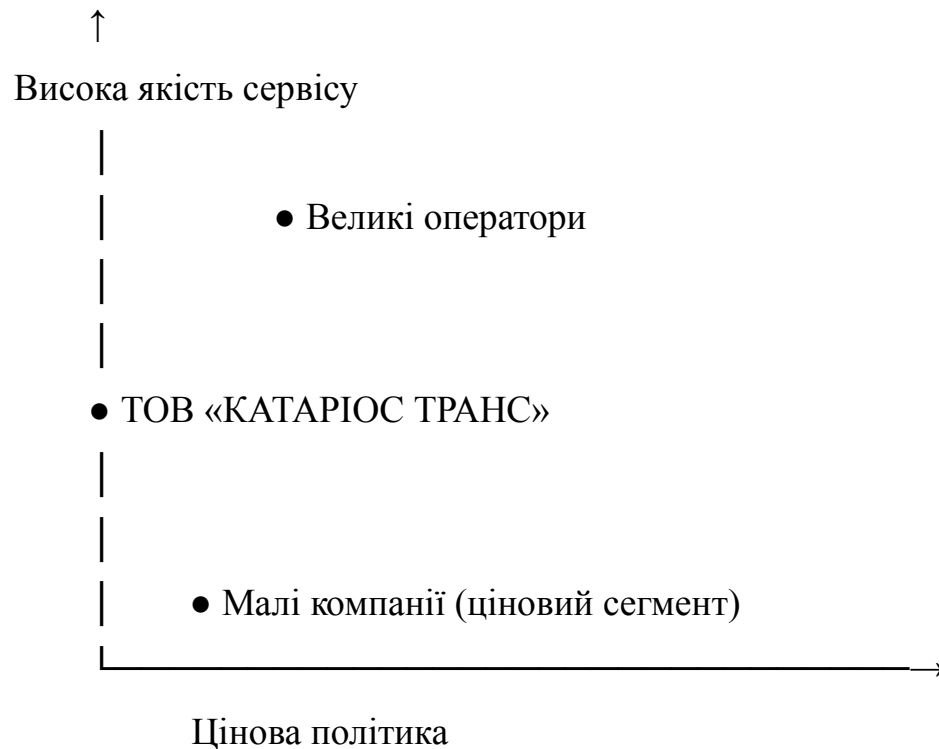 Висока якість сервісу
● Великі оператори
● ТОВ «КАТАРІОС ТРАНС»
● Малі компанії (ціновий сегмент)
Цінова політика